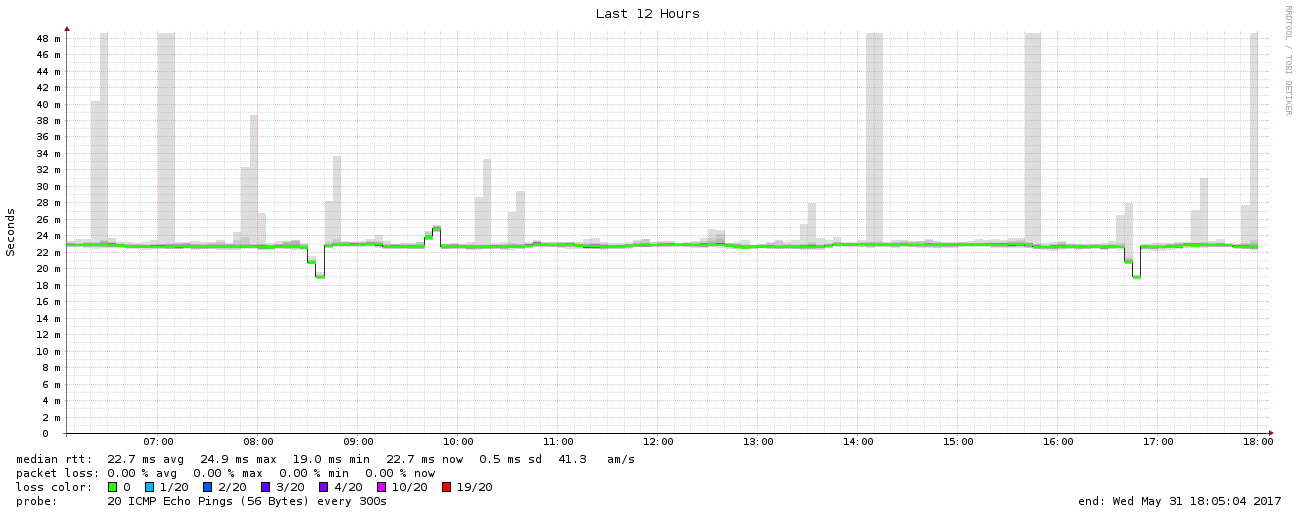 Last 12 Hours
RRDTOOL / TOBI OETIKER
Seconds
48 m
46 m
44 m
42 m
40 m
38 m
36 m
34 m
32 m
30 m
28 m
26 m
24 m
22 m
20 m
18 m
16 m
14 m
12 m
10 m
8 m
6 m
4 m
2 m
0
07:00 08:00 09:00 10:00 11:00 12:00 13:00 14:00 15:00 16:00 17:00 18:00
median rtt: 22.7 ms avg 24.9 ms max 19.0 ms min 22.7 ms now 0.5 ms sd 41.3 am/s
packet loss: 0.00 % avg 0.00 % max 0.00 % min 0.00 % now
loss color: 0 1/20 2/20 3/20 4/20 10/20 19/20
probe: 20 ICMP Echo Pings (56 Bytes) every 300s end: Wed May 31 18:05:04 2017